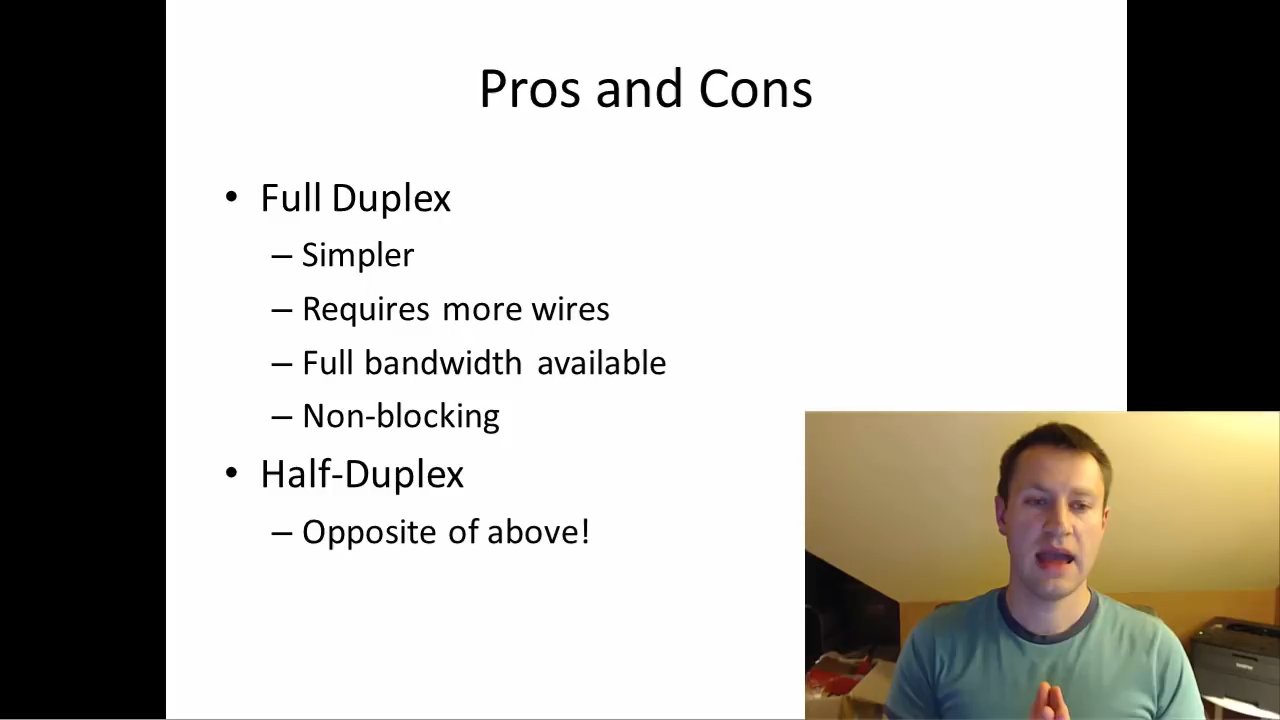 Pros and Cons
• Full Duplex
– Simpler
– Requires more wires
– Full bandwidth available
– Non-blocking
• Half-Duplex
– Opposite of above!